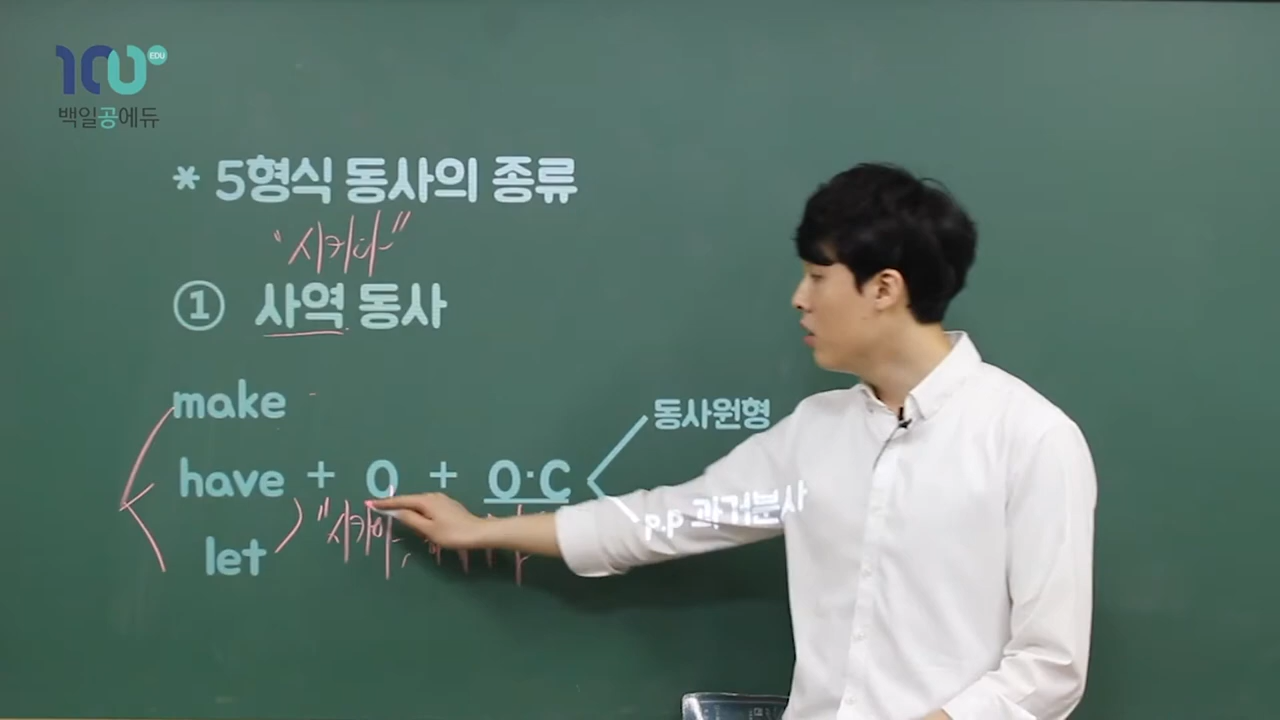 100 EDU
백일공에듀
* 5형식 동사의 종류
"시키다"
① 사역 동사
make
have + O + O·C
동사원형
p.p 과거분사
let